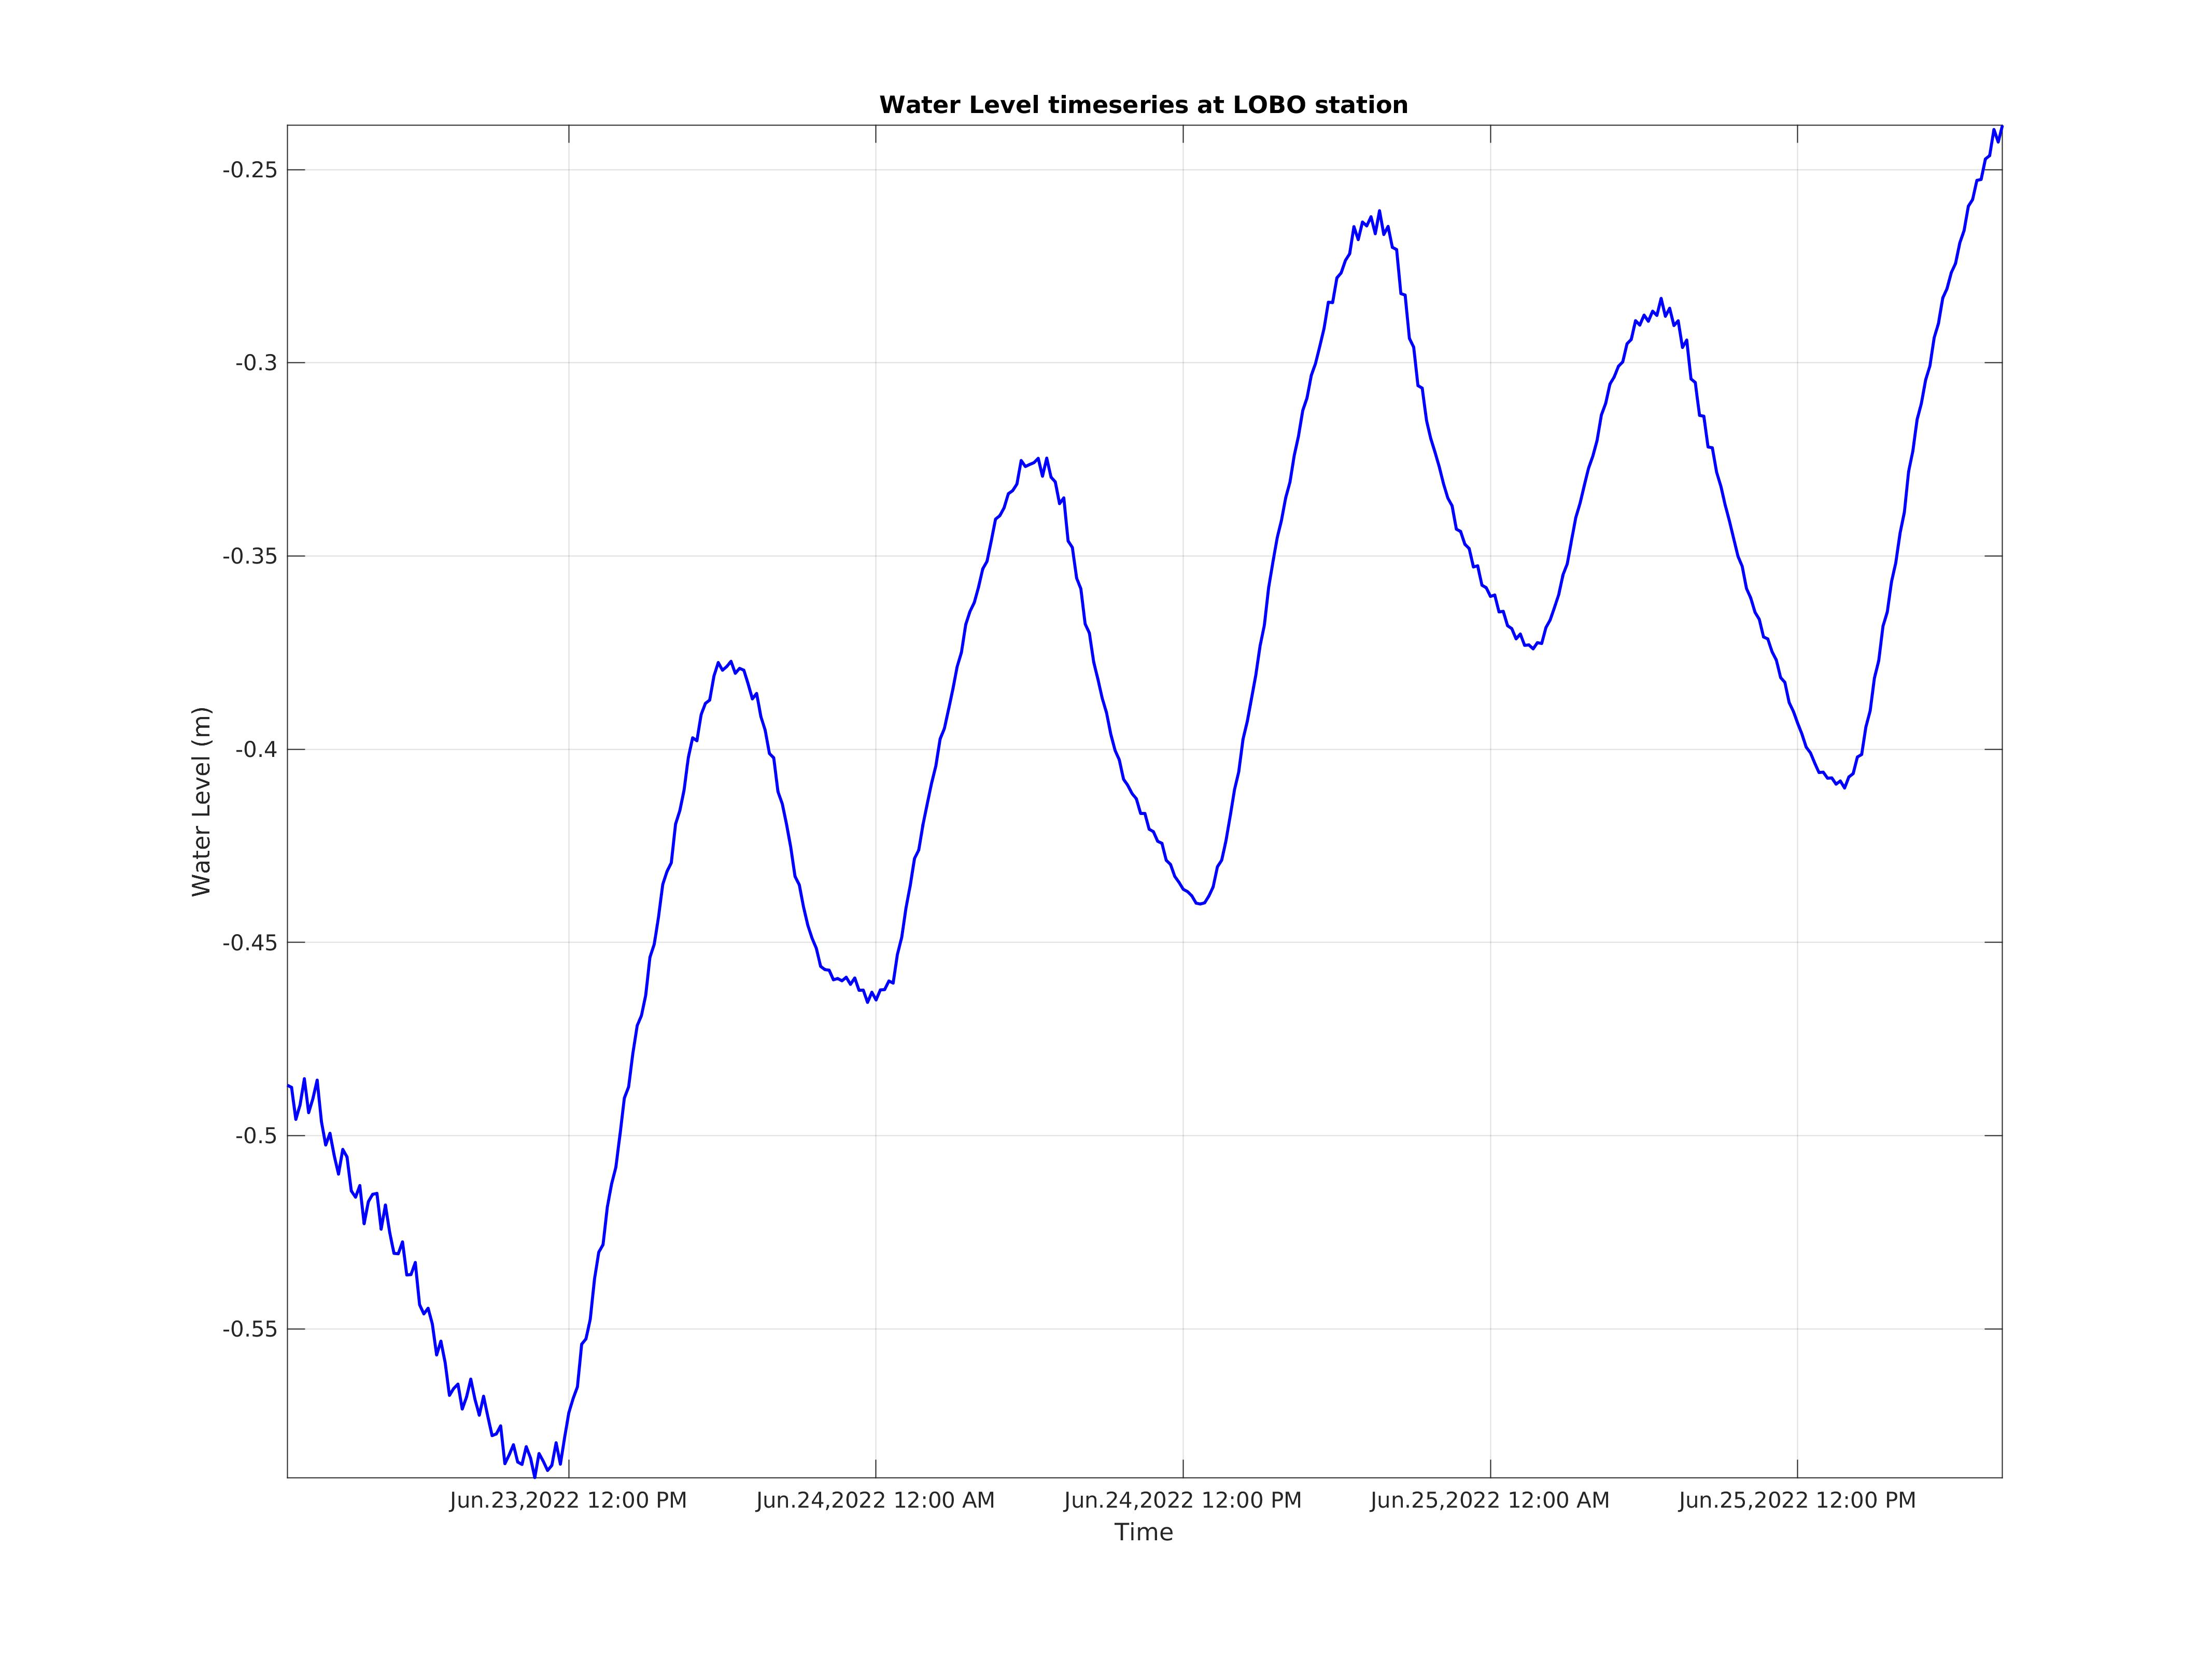 Water Level timeseries at LOBO station
-0.25
-0.3
-0.35
-0.4
-0.45
-0.5
-0.55
Water Level (m)
Jun.23,2022 12:00 PM
Jun.24,2022 12:00 AM
Jun.24,2022 12:00 PM
Jun.25,2022 12:00 AM
Jun.25,2022 12:00 PM
Time